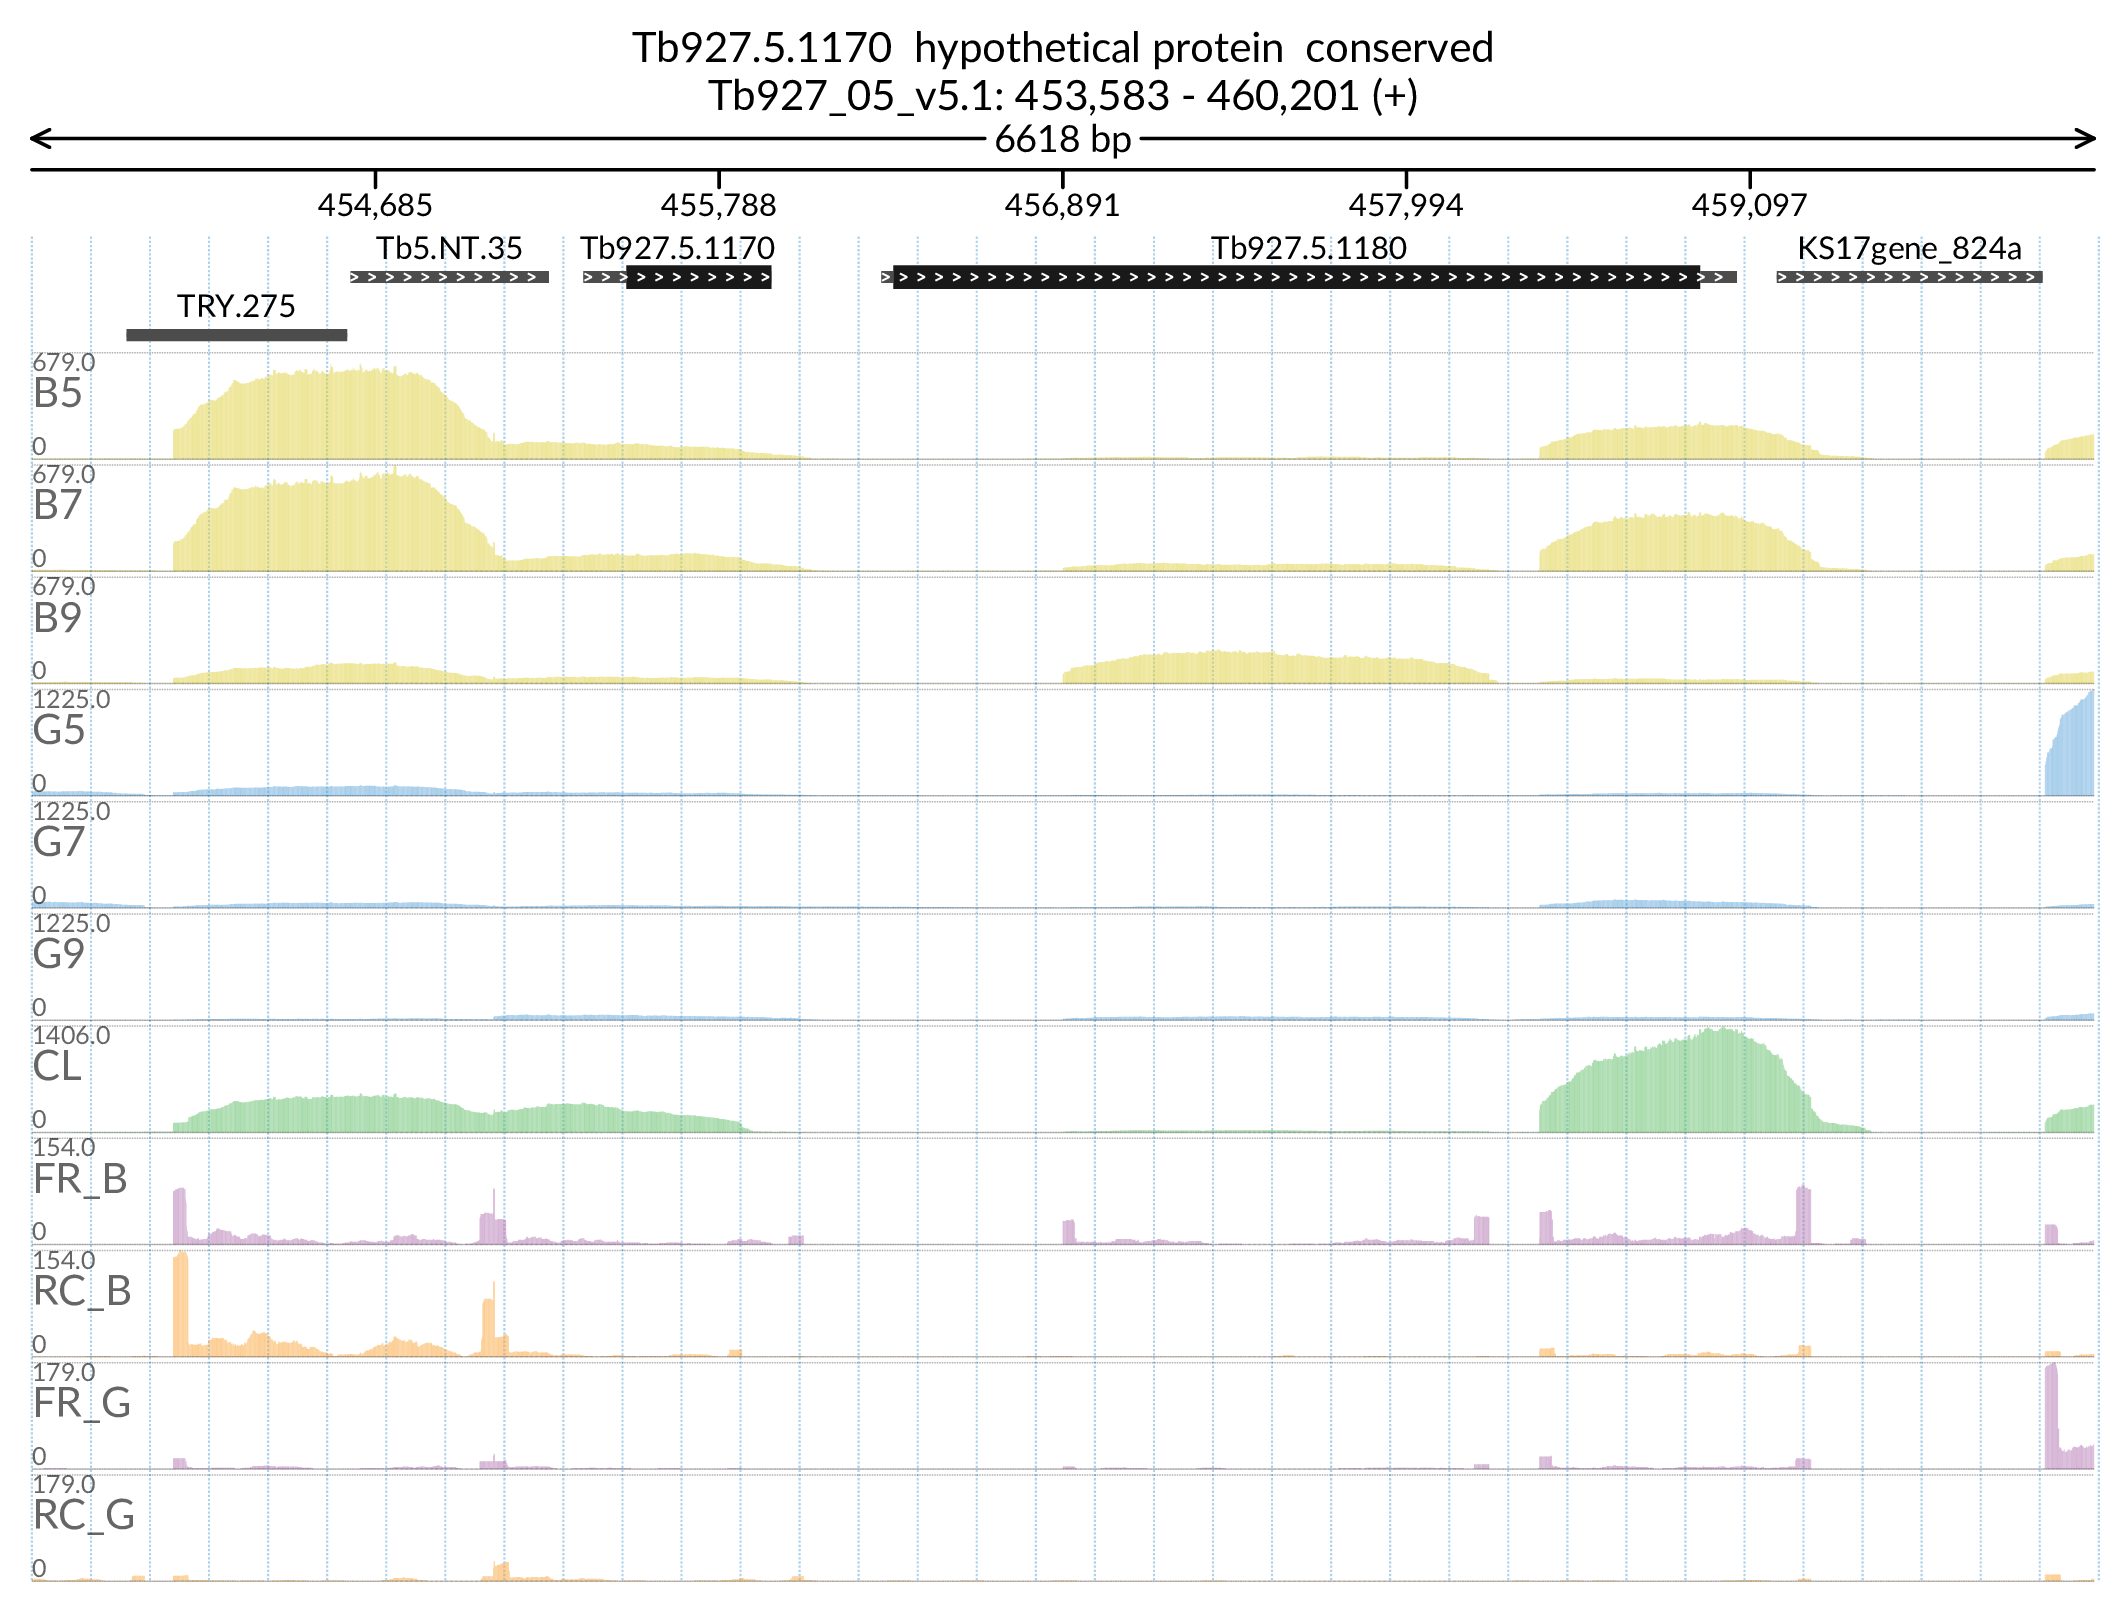 Tb927.5.1170 hypothetical protein conserved
Tb927_05_v5.1: 453,583 - 460,201 (+)
6618 bp
454,685 455,788 456,891 457,994 459,097
Tb5.NT.35 Tb927.5.1170 Tb927.5.1180 KS17gene_824a
TRY.275
679.0
B5
0
679.0
B7
0
679.0
B9
0
1225.0
G5
0
1225.0
G7
0
1225.0
G9
0
1406.0
CL
0
154.0
FR_B
0
154.0
RC_B
0
179.0
FR_G
0
179.0
RC_G
0